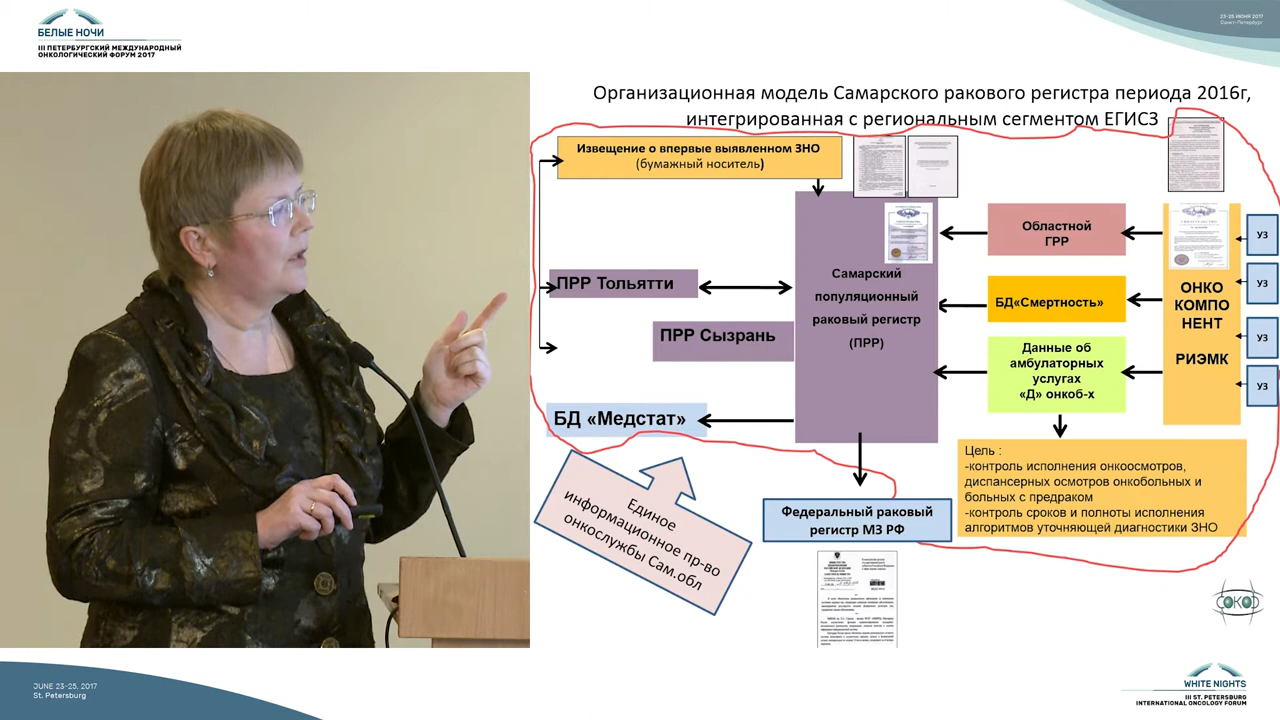 БЕЛЫЕ НОЧИ
III ПЕТЕРБУРГСКИЙ МЕЖДУНАРОДНЫЙ
ОНКОЛОГИЧЕСКИЙ ФОРУМ 2017
23-25 ИЮНЯ 2017
Санкт-Петербург
Организационная модель Самарского ракового регистра периода 2016г,
интегрированная с региональным сегментом ЕГИСЗ
Извещение о впервые выявленном ЗНО
(бумажный носитель)
ПРР Тольятти
ПРР Сызрань
БД «Медстат»
Самарский
популяционный
раковый регистр
(ПРР)
Областной
ГРР
БД«Смертность»
Данные об
амбулаторных
услугах
«Д» онкоб-х
ОНКО
КОМПО
НЕНТ
РИЭМК
УЗ
УЗ
УЗ
УЗ
Цель :
-контроль исполнения онкоосмотров,
диспансерных осмотров онкобольных и
больных с предраком
-контроль сроков и полноты исполнения
алгоритмов уточняющей диагностики ЗНО
Федеральный раковый
регистр МЗ РФ
Единое
информационное пр-во
онкослужбы Сам.обл
СОКОД
JUNE 23-25, 2017
St. Petersburg
WHITE NIGHTS
III ST. PETERSBURG
INTERNATIONAL ONCOLOGY FORUM